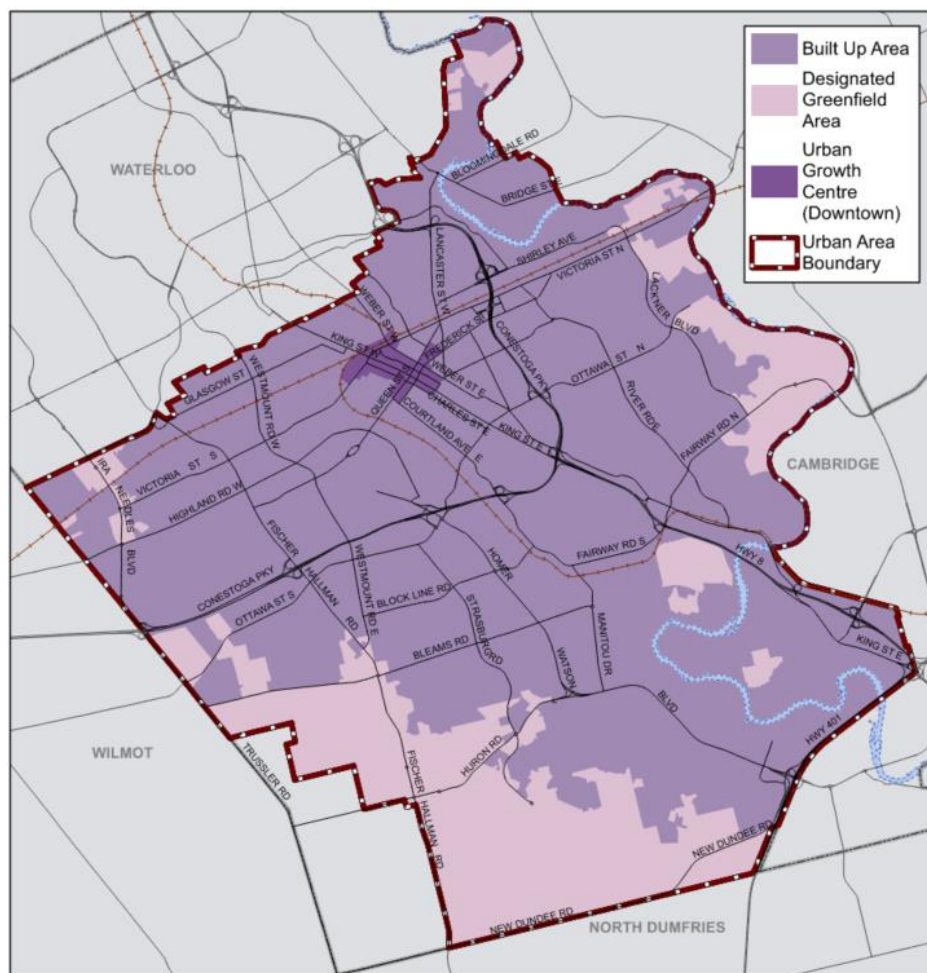 Built Up Area
Designated
Greenfield
Area
Urban
Growth
Centre
(Downtown)
Urban Area
Boundary
WATERLOO
BLOOMINGDALE RD
BRIDGE ST E
LANCASTER ST W
SHIRLEY AVE
VICTORIA ST N
WEBER ST W
LACKNER BLVD
FREDERICK ST
KING ST W
CONESTOGA PKY
WEBER ST E
OTTAWA ST N
GLASGOW ST
WESTMOUNT RD W
QUEEN ST S
CHARLES ST E
RIVER RD E
COURTLAND AVE E
KING ST E
FAIRWAY RD N
CAMBRIDGE
IRA NEEDLES BLVD
VICTORIA ST S
HIGHLAND RD W
FISCHER HALLMAN RD
HOMER WATSON BLVD
FAIRWAY RD S
HWY 8
CONESTOGA PKY
WESTMOUNT RD E
OTTAWA ST S
BLOCK LINE RD
STRASBURG RD
MANITOU DR
BLEAMS RD
KING ST E
HWY 401
WILMOT
TRUSSLER RD
HURON RD
FISCHER HALLMAN RD
NEW DUNDEE RD
NEW DUNDEE RD
NORTH DUMFRIES